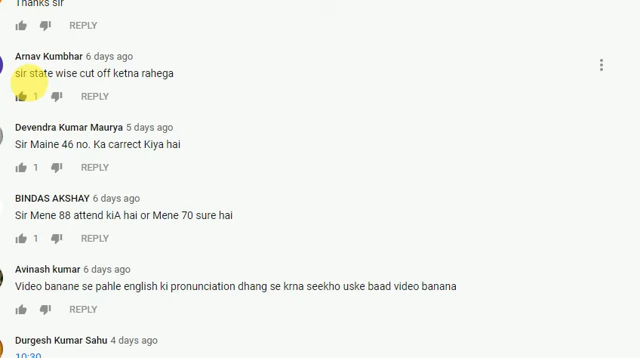 Thanks sir
REPLY
Arnav Kumbhar 6 days ago
sir state wise cut off ketna rahega
1 REPLY
Devendra Kumar Maurya 5 days ago
Sir Maine 46 no. Ka carrect Kiya hai
1 REPLY
BINDAS AKSHAY 6 days ago
Sir Mene 88 attend kiA hai or Mene 70 sure hai
1 REPLY
Avinash kumar 6 days ago
Video banane se pahle english ki pronunciation dhang se krna seekho uske baad video banana
REPLY
Durgesh Kumar Sahu 4 days ago
10:30